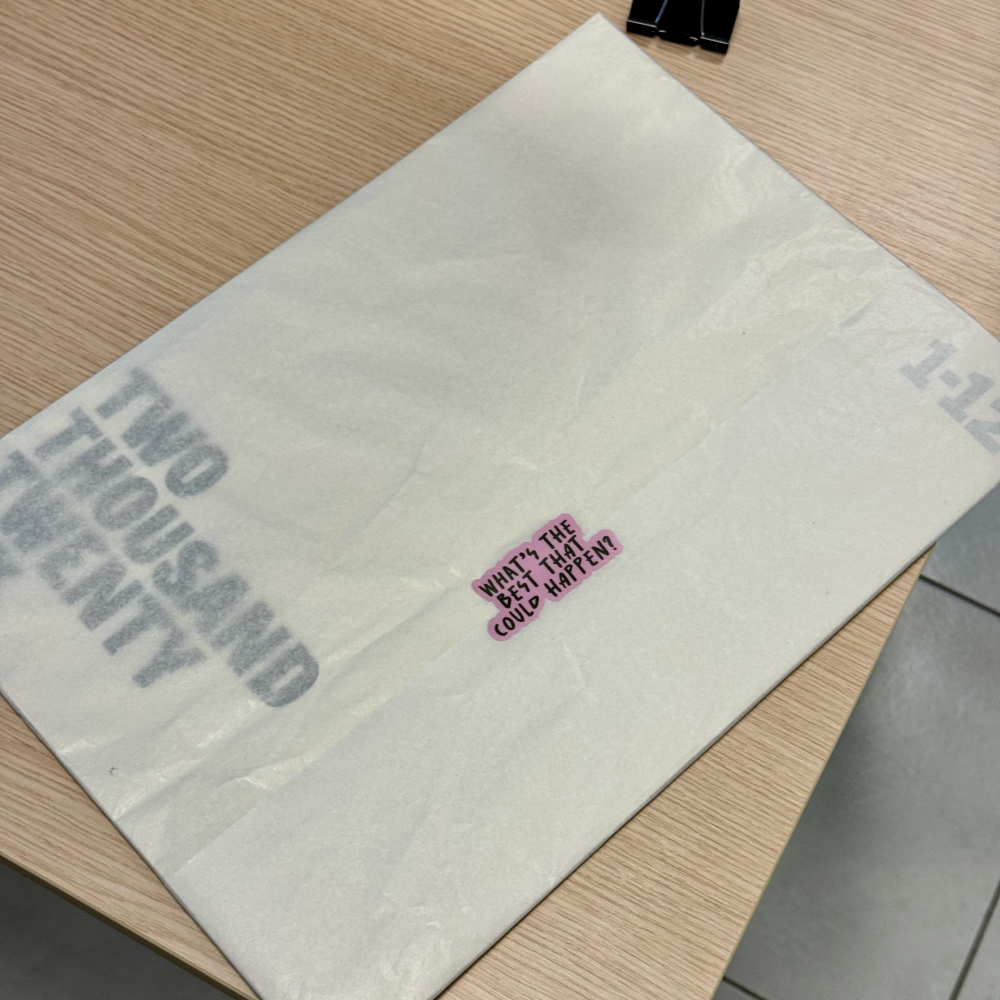 TWO
THOUSAND
TWENTY
1-12
WHAT'S THE
BEST THAT
COULD HAPPEN?